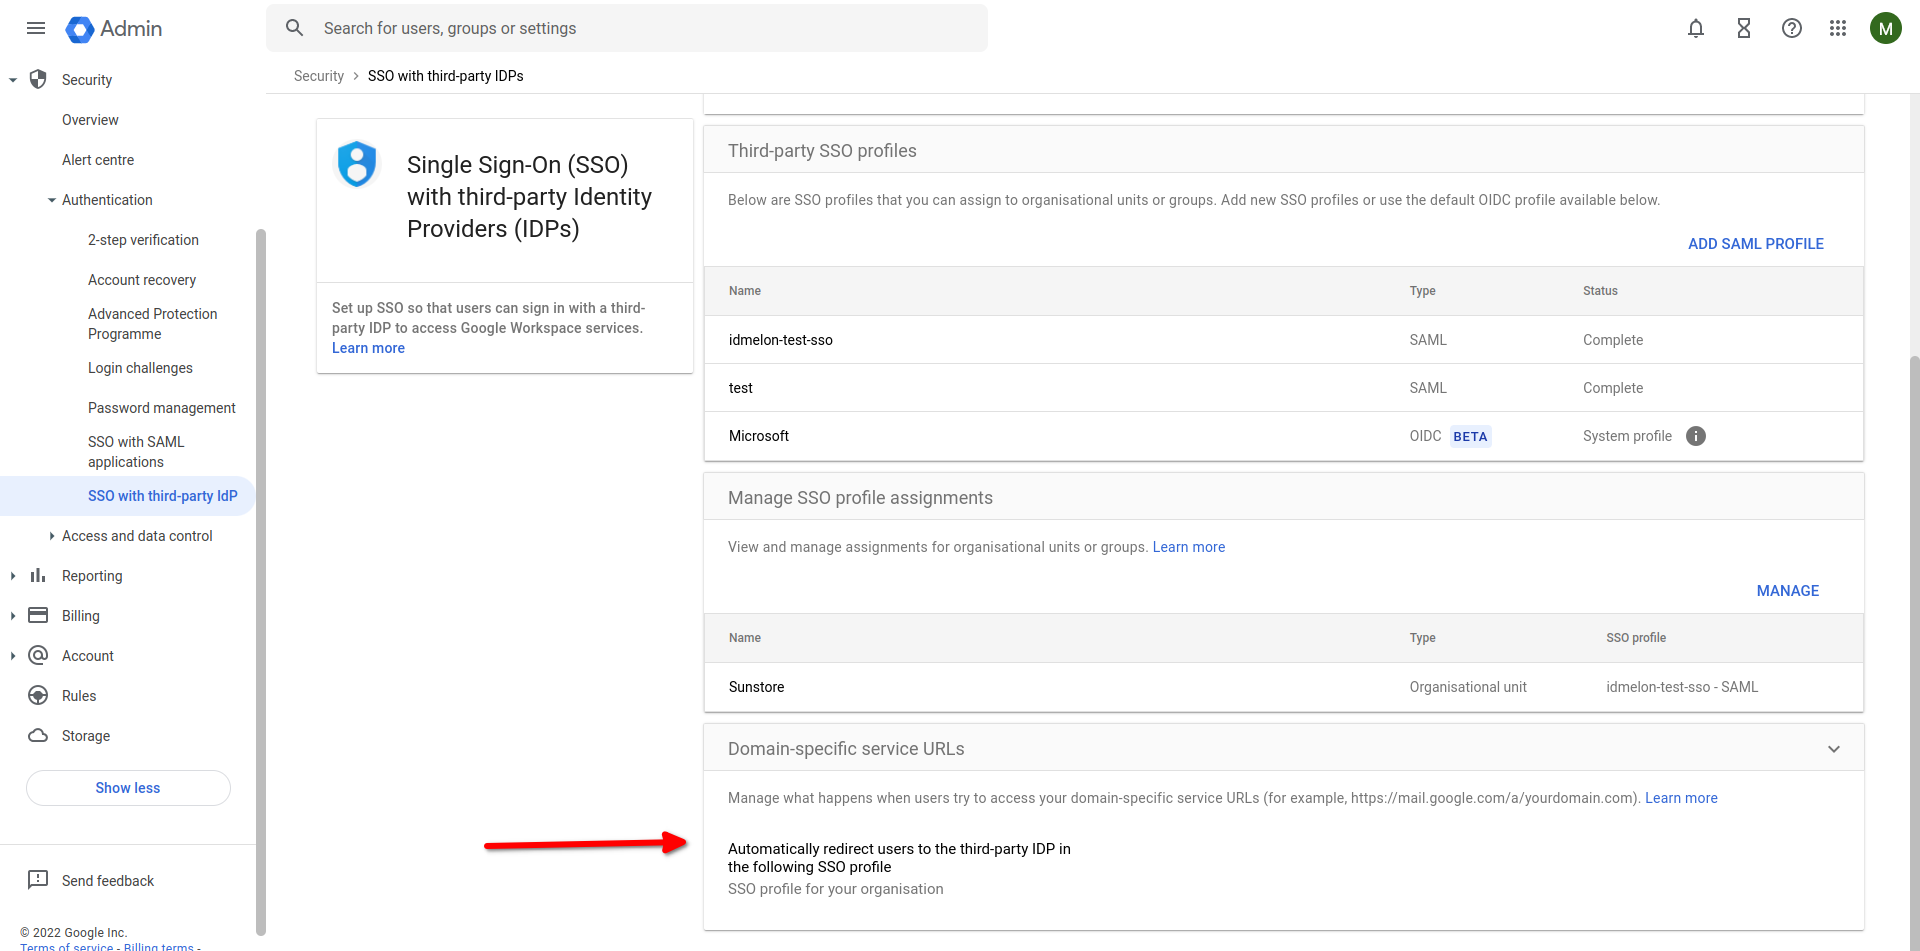 Admin
Search for users, groups or settings
M
Security
Overview
Alert centre
Authentication
2-step verification
Account recovery
Advanced Protection
Programme
Login challenges
Password management
SSO with SAML
applications
SSO with third-party IdP
Access and data control
Reporting
Billing
Account
Rules
Storage
Show less
Send feedback
© 2022 Google Inc.
Terms of service - Billing terms -
Security > SSO with third-party IDPs
Single Sign-On (SSO)
with third-party Identity
Providers (IDPs)
Set up SSO so that users can sign in with a third-
party IDP to access Google Workspace services.
Learn more
Third-party SSO profiles
Below are SSO profiles that you can assign to organisational units or groups. Add new SSO profiles or use the default OIDC profile available below.
ADD SAML PROFILE
Name Type Status
idmelon-test-sso SAML Complete
test SAML Complete
Microsoft OIDC BETA System profile
Manage SSO profile assignments
View and manage assignments for organisational units or groups. Learn more
MANAGE
Name Type SSO profile
Sunstore Organisational unit idmelon-test-sso - SAML
Domain-specific service URLs
Manage what happens when users try to access your domain-specific service URLs (for example, https://mail.google.com/a/yourdomain.com). Learn more
Automatically redirect users to the third-party IDP in
the following SSO profile
SSO profile for your organisation